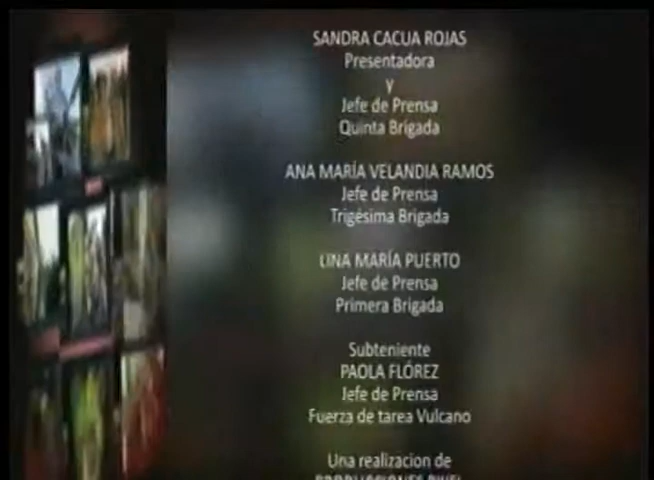 SANDRA CACUA ROJAS
Presentadora
y
Jefe de Prensa
Quinta Brigada
ANA MARÍA VELANDIA RAMOS
Jefe de Prensa
Trigésima Brigada
LINA MARÍA PUERTO
Jefe de Prensa
Primera Brigada
Subteniente
PAOLA FLÓREZ
Jefe de Prensa
Fuerza de tarea Vulcano
Una realizacion de